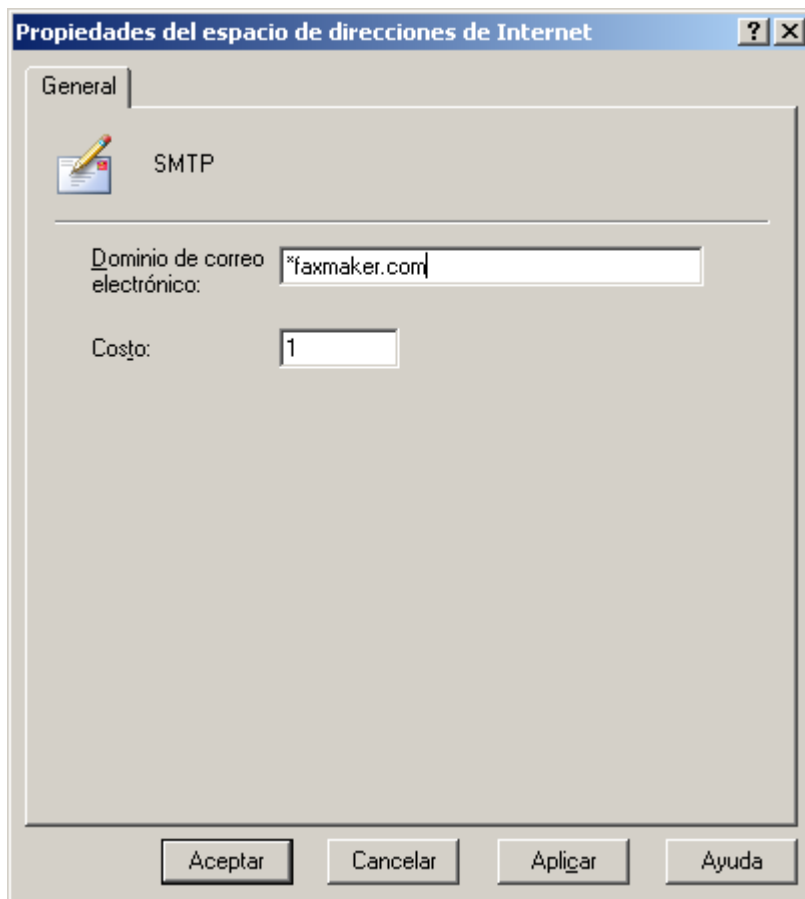 Propiedades del espacio de direcciones de Internet
General
SMTP
Dominio de correo
electrónico:
*faxmaker.com
Costo:
1
Aceptar
Cancelar
Aplicar
Ayuda